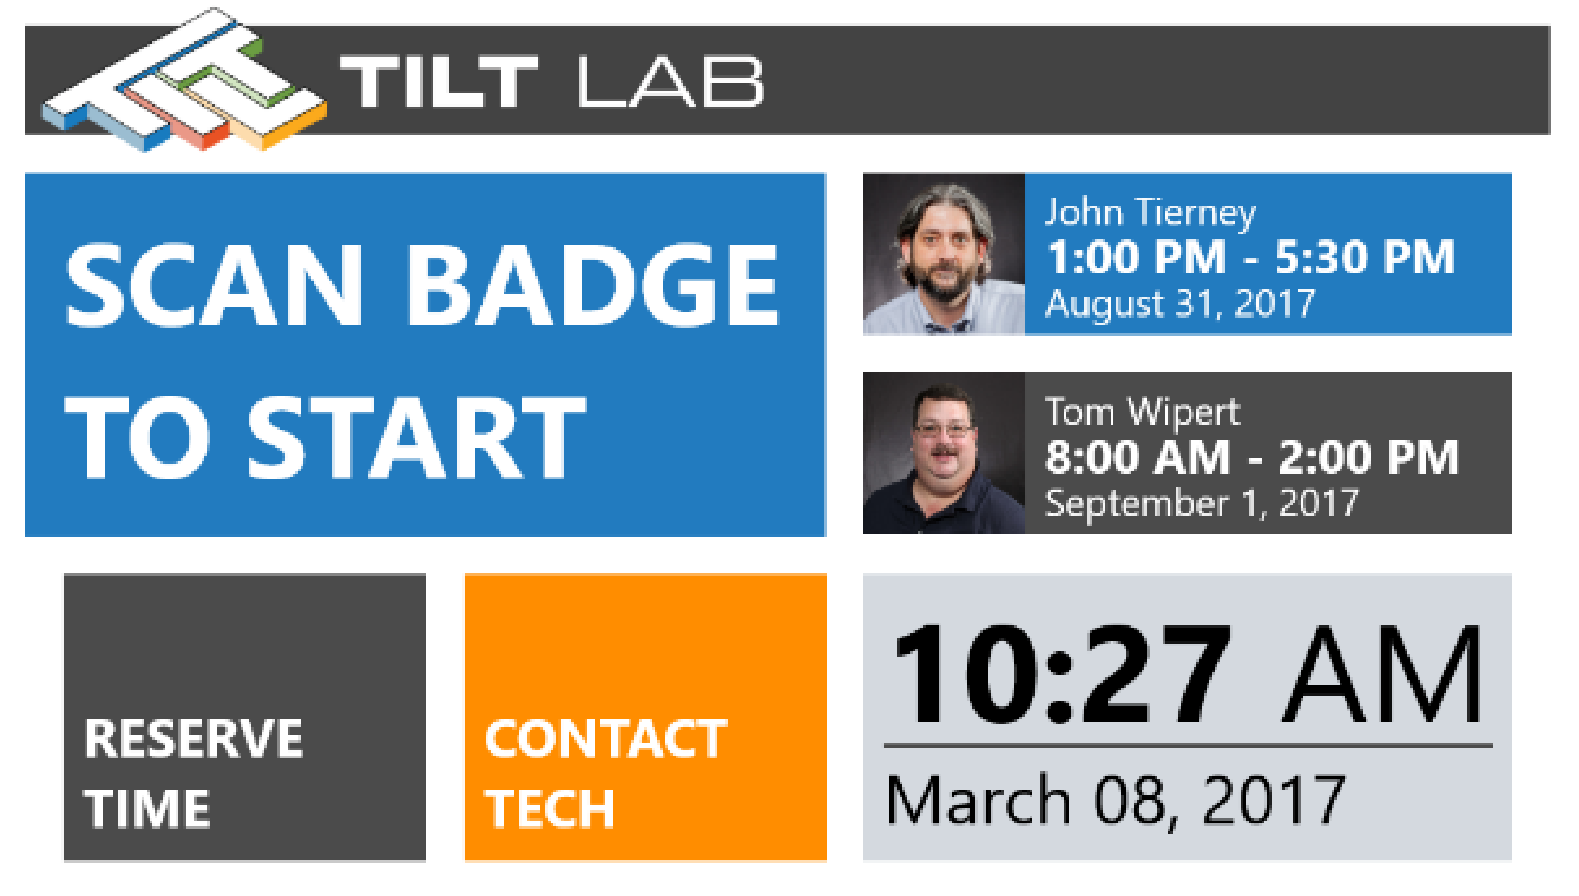 TILT LAB
SCAN BADGE
TO START
John Tierney
1:00 PM - 5:30 PM
August 31, 2017
Tom Wipert
8:00 AM - 2:00 PM
September 1, 2017
RESERVE
TIME
CONTACT
TECH
10:27 AM
March 08, 2017